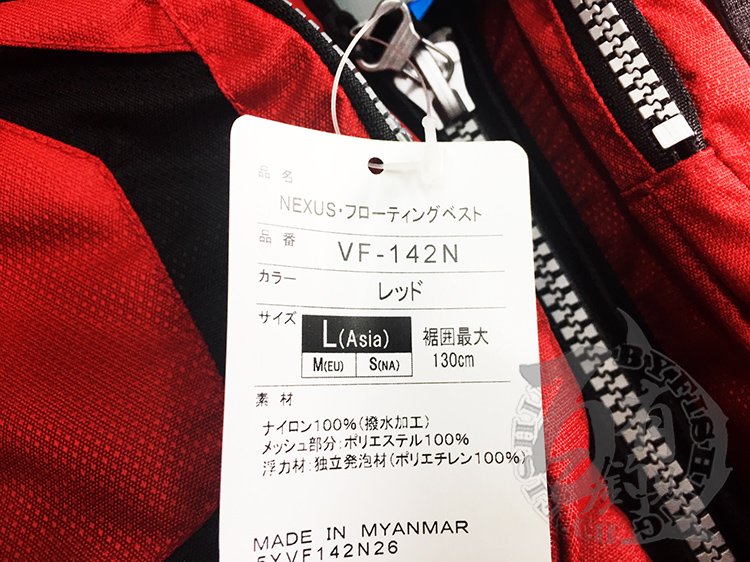 品名
NEXUS・フローティングベスト
品番
VF-142N
カラー
レッド
サイズ
L(Asia)
M(EU) S(NA)
裾囲最大
130cm
素材
ナイロン100%(撥水加工)
メッシュ部分:ポリエステル100%
浮力材:独立発泡材(ポリエチレン100%)
MADE IN MYANMAR
5YVF142N26
BYFISHING